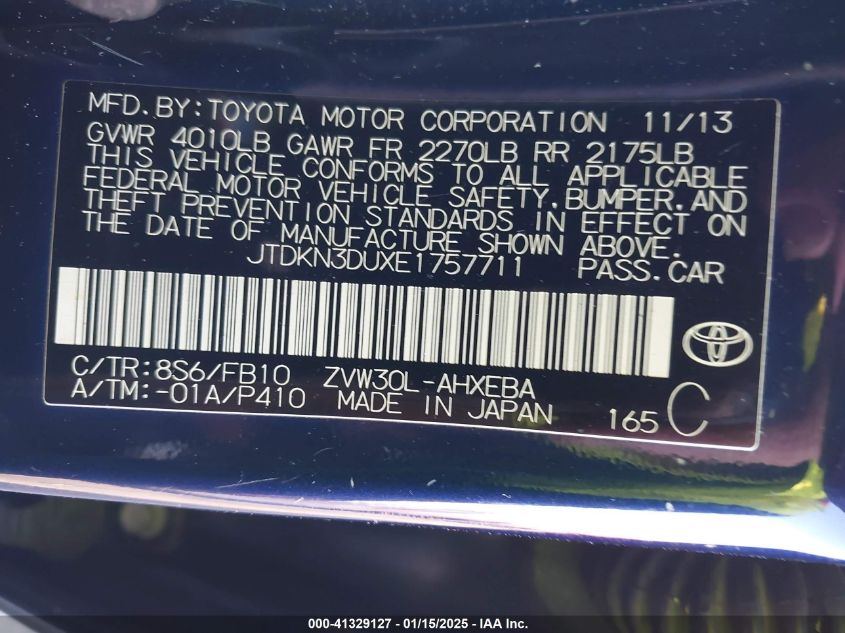 MFD.BY:TOYOTA MOTOR CORPORATION 11/13
GVWR 4010LB GAWR FR 2270LB RR 2175LB
THIS VEHICLE CONFORMS TO ALL APPLICABLE
FEDERAL MOTOR VEHICLE SAFETY,BUMPER,AND
THEFT PREVENTION STANDARDS IN EFFECT ON
THE DATE OF MANUFACTURE SHOWN ABOVE.
JTDKN3DUXE1757711 PASS.CAR
C/TR:8S6/FB10 ZVW30L-AHXEBA
A/TM:-01A/P410 MADE IN JAPAN 165 C
000-41329127 - 01/15/2025 - IAA Inc.